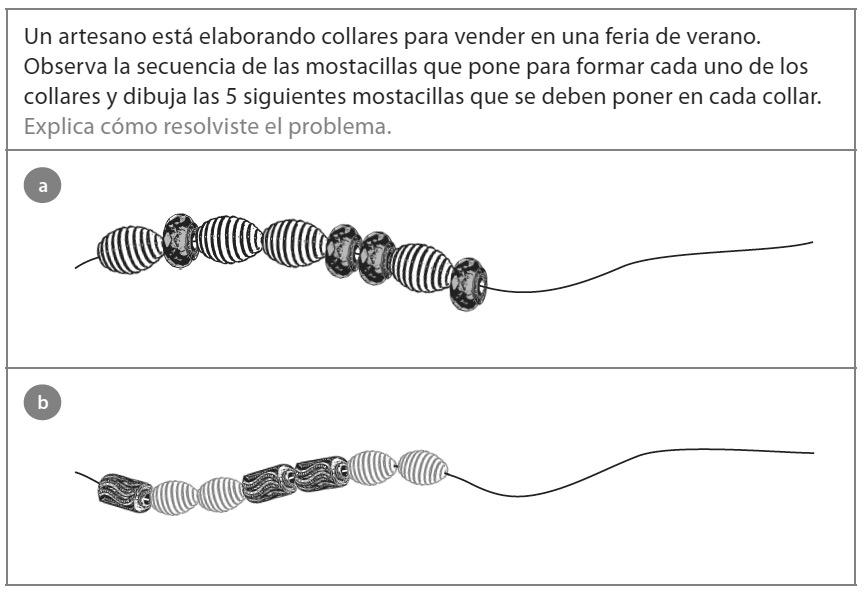 Un artesano está elaborando collares para vender en una feria de verano.
Observa la secuencia de las mostacillas que pone para formar cada uno de los
collares y dibuja las 5 siguientes mostacillas que se deben poner en cada collar.
Explica cómo resolviste el problema.
a
b